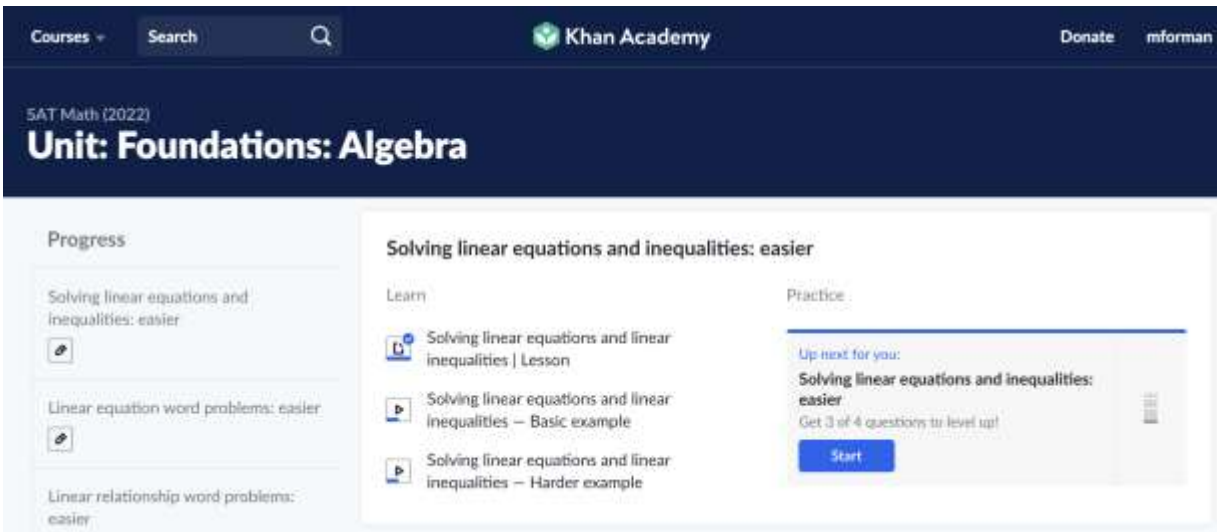 Courses
Search
Khan Academy
Donate
mforman
SAT Math (2022)
Unit: Foundations: Algebra
Progress
Solving linear equations and
inequalities: easier
Linear equation word problems: easier
Linear relationship word problems:
easier
Solving linear equations and inequalities: easier
Learn
Solving linear equations and linear
inequalities | Lesson
Solving linear equations and linear
inequalities — Basic example
Solving linear equations and linear
inequalities — Harder example
Practice
Up next for you:
Solving linear equations and inequalities:
easier
Get 3 of 4 questions to level up!
Start